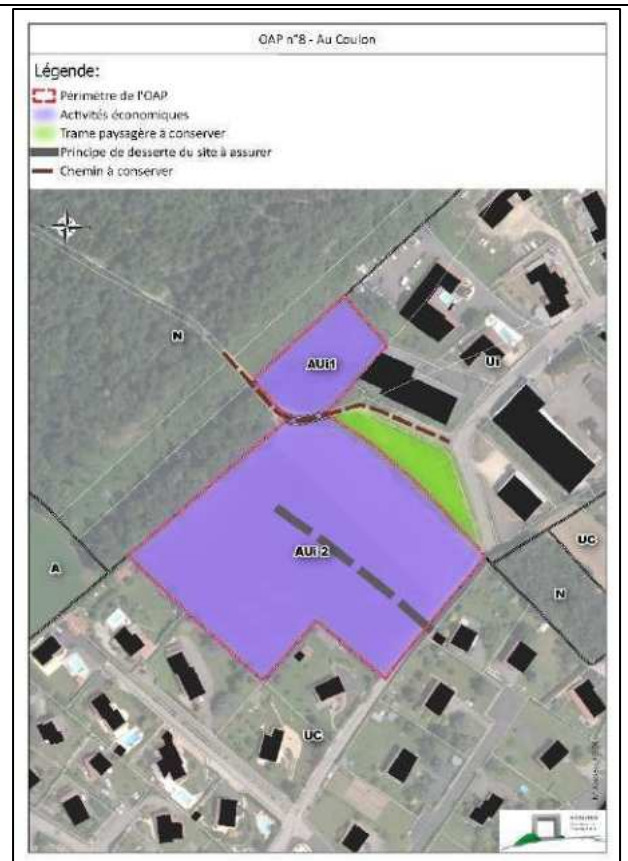 OAP n°8 - Au Coulon
Légende:
Périmètre de l'OAP
Activités économiques
Trame paysagère à conserver
Principe de desserte du site à assurer
Chemin à conserver
N
AUi1
Ui
AUi 2
UC
A
N
UC